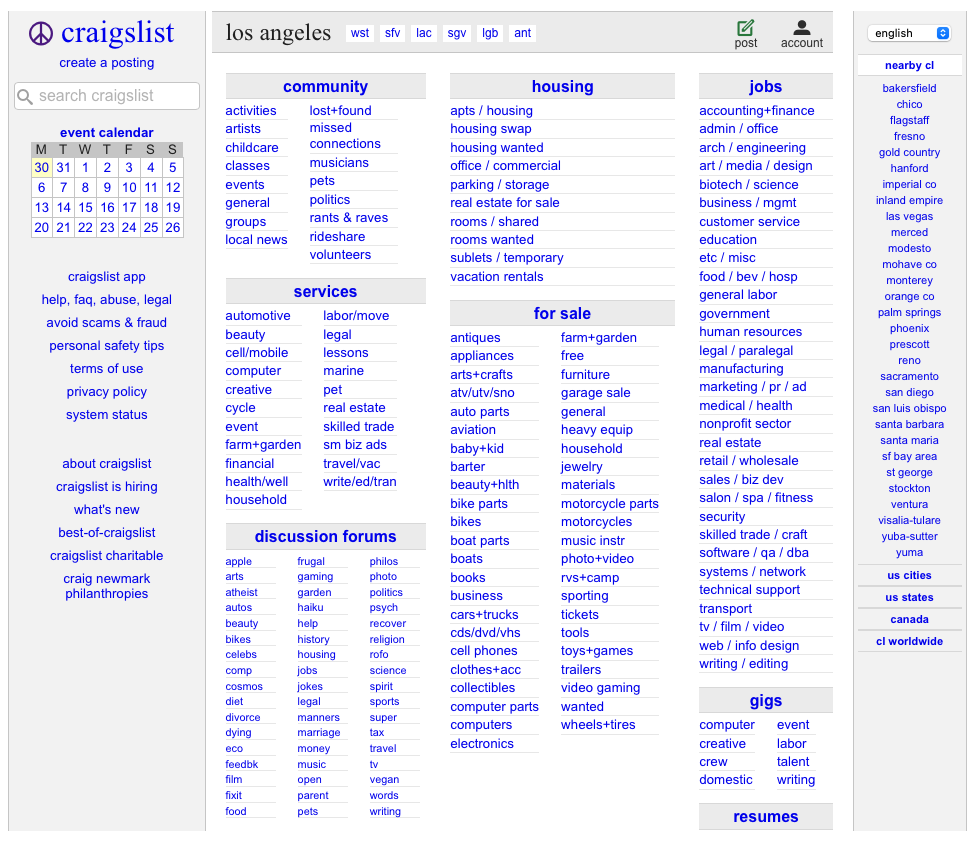 craigslist
create a posting
search craigslist
event calendar
M T W T F S S
30 31 1 2 3 4 5
6 7 8 9 10 11 12
13 14 15 16 17 18 19
20 21 22 23 24 25 26
craigslist app
help, faq, abuse, legal
avoid scams & fraud
personal safety tips
terms of use
privacy policy
system status
about craigslist
craigslist is hiring
what's new
best-of-craigslist
craigslist charitable
craig newmark
philanthropies
los angeles wst sfv lac sgv lgb ant
post account
community
activities
artists
childcare
classes
events
general
groups
local news
lost+found
missed
connections
musicians
pets
politics
rants & raves
rideshare
volunteers
services
automotive
beauty
cell/mobile
computer
creative
cycle
event
farm+garden
financial
health/well
household
labor/move
legal
lessons
marine
pet
real estate
skilled trade
sm biz ads
travel/vac
write/ed/tran
discussion forums
apple
arts
atheist
autos
beauty
bikes
celebs
comp
cosmos
diet
divorce
dying
eco
feedbk
film
fixit
food
frugal
gaming
garden
haiku
help
history
housing
jobs
jokes
legal
manners
marriage
money
music
open
parent
pets
philos
photo
politics
psych
recover
religion
rofo
science
spirit
sports
super
tax
travel
tv
vegan
words
writing
housing
apts / housing
housing swap
housing wanted
office / commercial
parking / storage
real estate for sale
rooms / shared
rooms wanted
sublets / temporary
vacation rentals
for sale
antiques
appliances
arts+crafts
atv/utv/sno
auto parts
aviation
baby+kid
barter
beauty+hlth
bike parts
bikes
boat parts
boats
books
business
cars+trucks
cds/dvd/vhs
cell phones
clothes+acc
collectibles
computer parts
computers
electronics
farm+garden
free
furniture
garage sale
general
heavy equip
household
jewelry
materials
motorcycle parts
motorcycles
music instr
photo+video
rvs+camp
sporting
tickets
tools
toys+games
trailers
video gaming
wanted
wheels+tires
jobs
accounting+finance
admin / office
arch / engineering
art / media / design
biotech / science
business / mgmt
customer service
education
etc / misc
food / bev / hosp
general labor
government
human resources
legal / paralegal
manufacturing
marketing / pr / ad
medical / health
nonprofit sector
real estate
retail / wholesale
sales / biz dev
salon / spa / fitness
security
skilled trade / craft
software / qa / dba
systems / network
technical support
transport
tv / film / video
web / info design
writing / editing
gigs
computer
creative
crew
domestic
event
labor
talent
writing
resumes
english
nearby cl
bakersfield
chico
flagstaff
fresno
gold country
hanford
imperial co
inland empire
las vegas
merced
modesto
mohave co
monterey
orange co
palm springs
phoenix
prescott
reno
sacramento
san diego
san luis obispo
santa barbara
santa maria
sf bay area
st george
stockton
ventura
visalia-tulare
yuba-sutter
yuma
us cities
us states
canada
cl worldwide